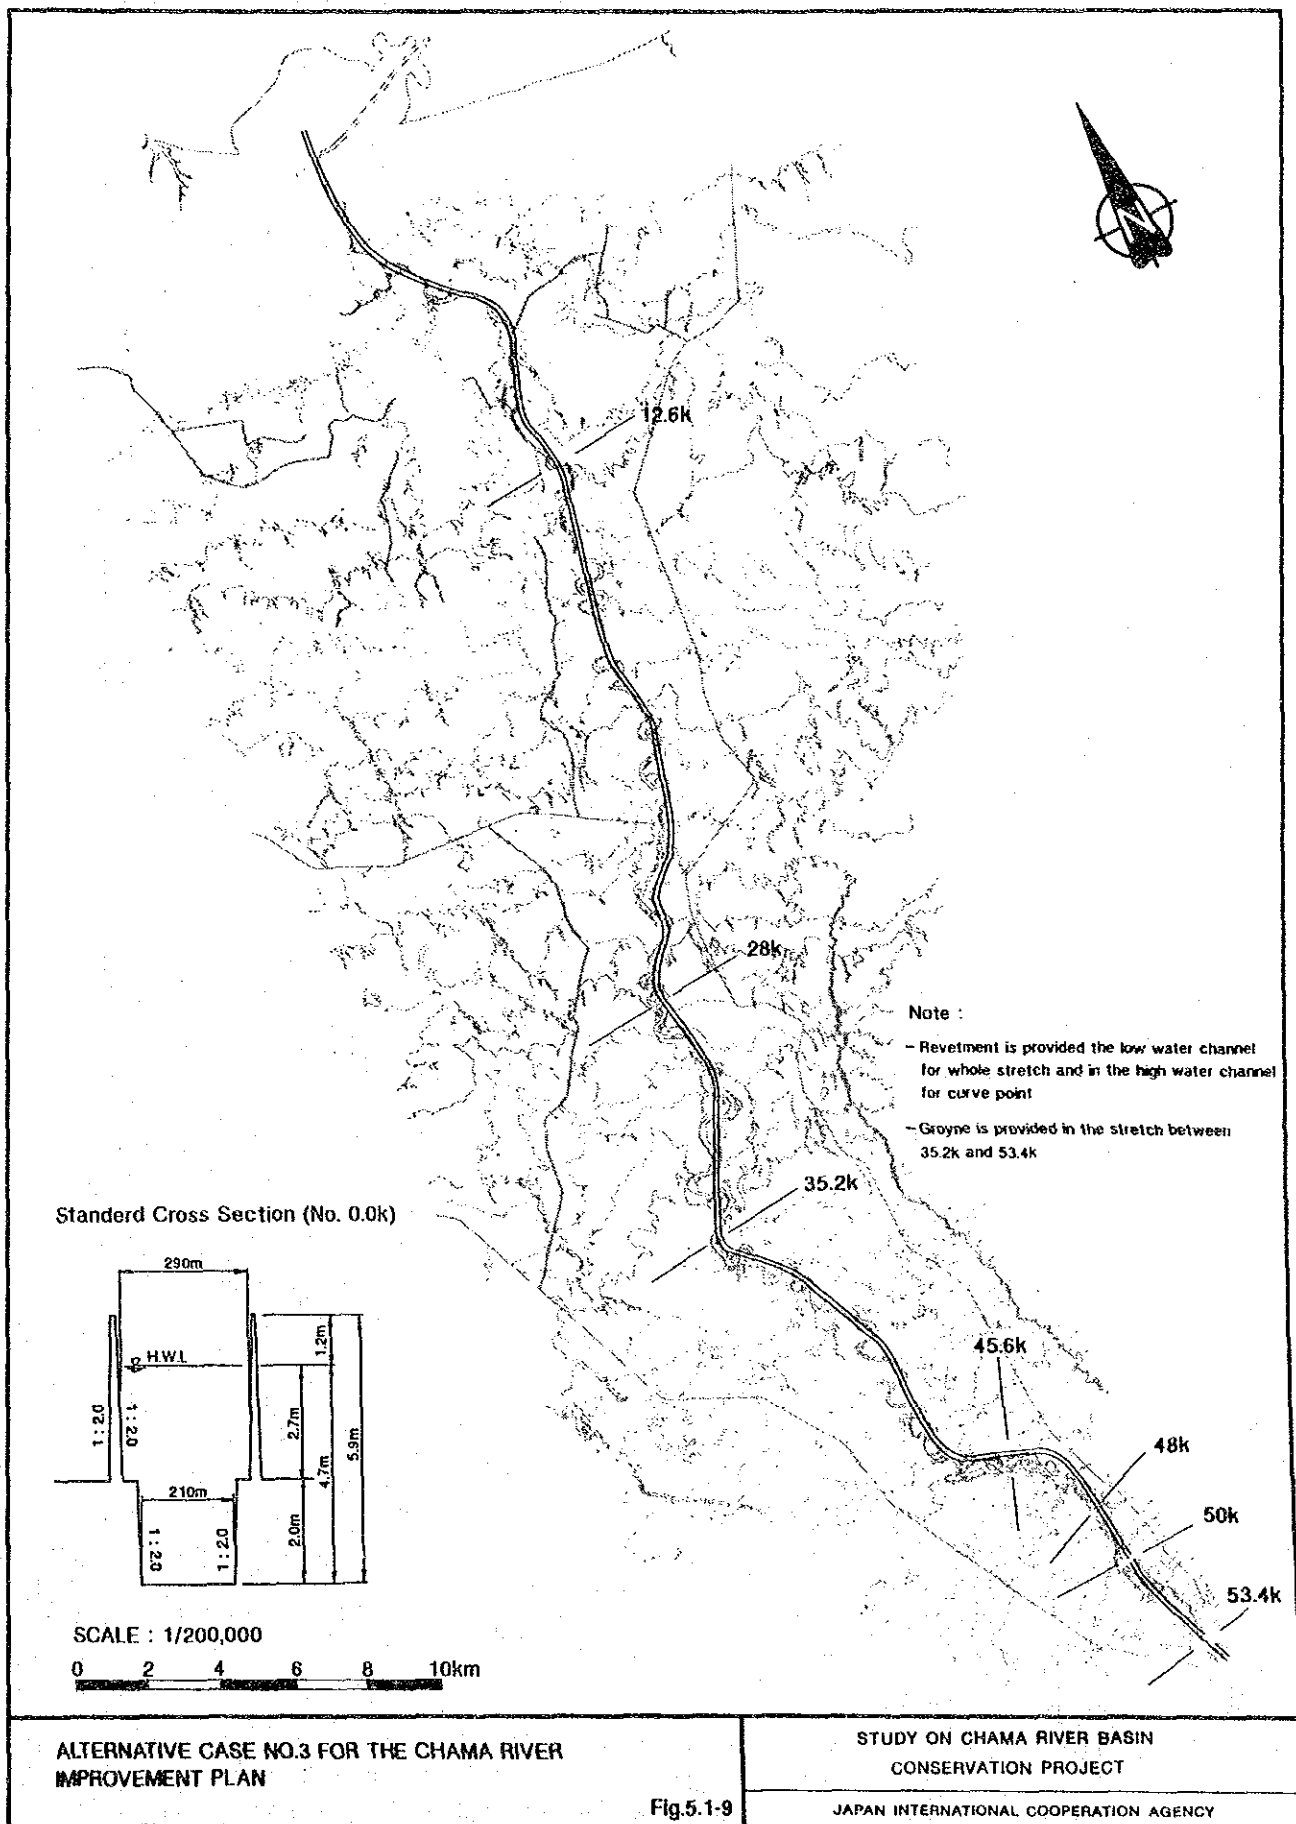 N
12.6k
28k
Note :
- Revetment is provided the low water channel
for whole stretch and in the high water channel
for curve point
- Groyne is provided in the stretch between
35.2k and 53.4k
35.2k
Standerd Cross Section (No. 0.0k)
290m
H.W.L
1.2m
1 : 2.0
1 : 2.0
2.7m
4.7m
5.9m
210m
1 : 2.0
1 : 2.0
2.0m
45.6k
48k
50k
53.4k
SCALE : 1/200,000
0 2 4 6 8 10km
ALTERNATIVE CASE NO.3 FOR THE CHAMA RIVER
IMPROVEMENT PLAN
Fig.5.1-9
STUDY ON CHAMA RIVER BASIN
CONSERVATION PROJECT
JAPAN INTERNATIONAL COOPERATION AGENCY